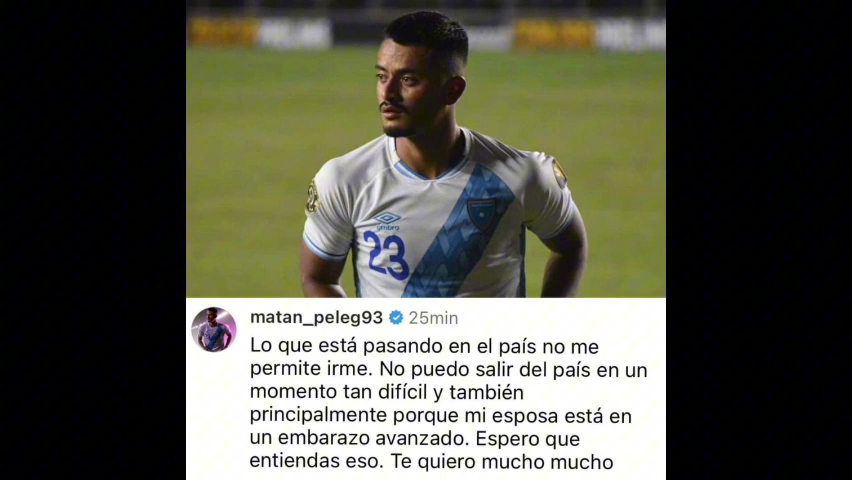 umbro
23
matan_peleg93 25min
Lo que está pasando en el país no me
permite irme. No puedo salir del país en un
momento tan difícil y también
principalmente porque mi esposa está en
un embarazo avanzado. Espero que
entiendas eso. Te quiero mucho mucho